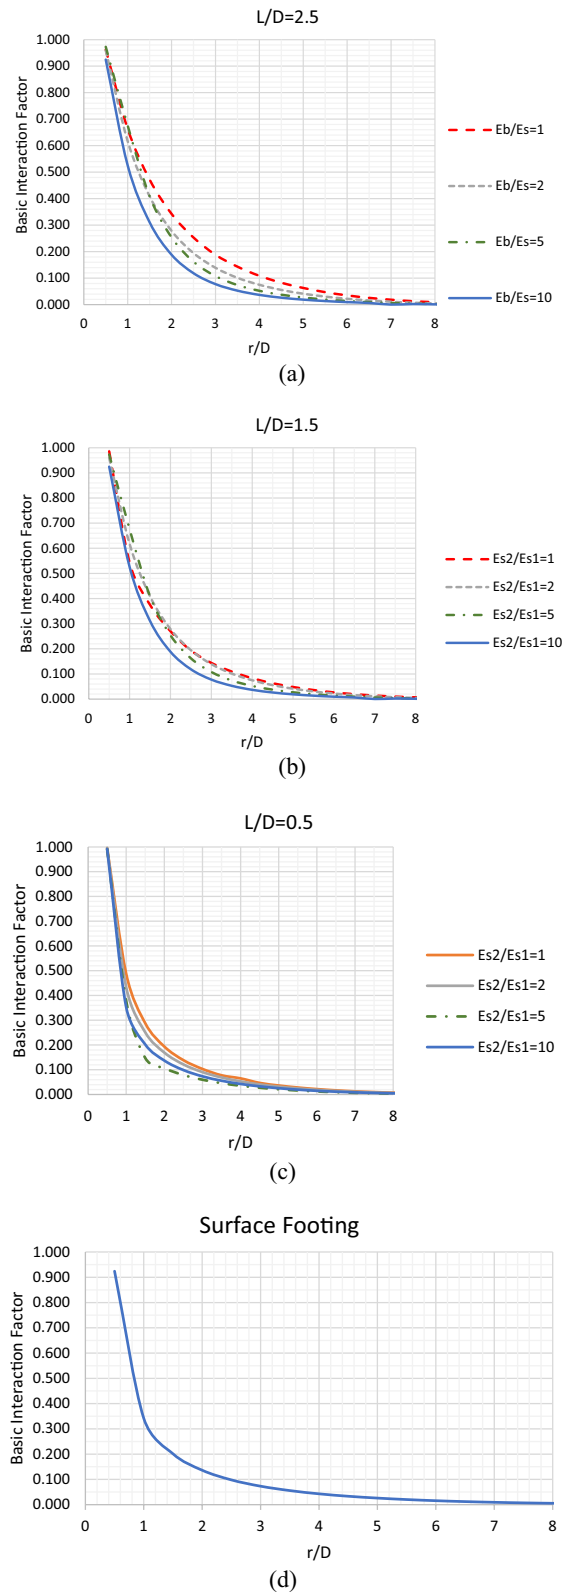 L/D=2.5
1.000
0.900
0.800
0.700
0.600
0.500
0.400
0.300
0.200
0.100
0.000
Basic Interaction Factor
0 1 2 3 4 5 6 7 8
r/D
Eb/Es=1
Eb/Es=2
Eb/Es=5
Eb/Es=10
(a)
L/D=1.5
1.000
0.900
0.800
0.700
0.600
0.500
0.400
0.300
0.200
0.100
0.000
Basic Interaction Factor
0 1 2 3 4 5 6 7 8
r/D
Es2/Es1=1
Es2/Es1=2
Es2/Es1=5
Es2/Es1=10
(b)
L/D=0.5
1.000
0.900
0.800
0.700
0.600
0.500
0.400
0.300
0.200
0.100
0.000
Basic Interaction Factor
0 1 2 3 4 5 6 7 8
r/D
Es2/Es1=1
Es2/Es1=2
Es2/Es1=5
Es2/Es1=10
(c)
Surface Footing
1.000
0.900
0.800
0.700
0.600
0.500
0.400
0.300
0.200
0.100
0.000
Basic Interaction Factor
0 1 2 3 4 5 6 7 8
r/D
(d)